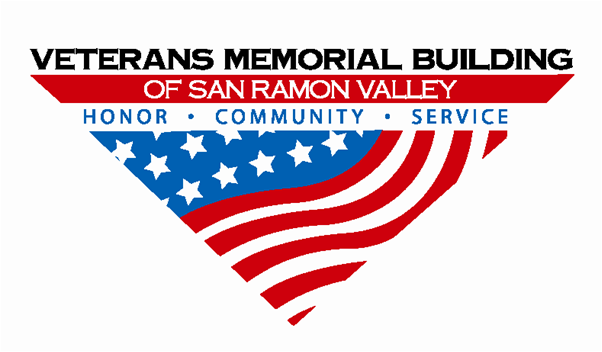 VETERANS MEMORIAL BUILDING
OF SAN RAMON VALLEY
HONOR • COMMUNITY • SERVICE